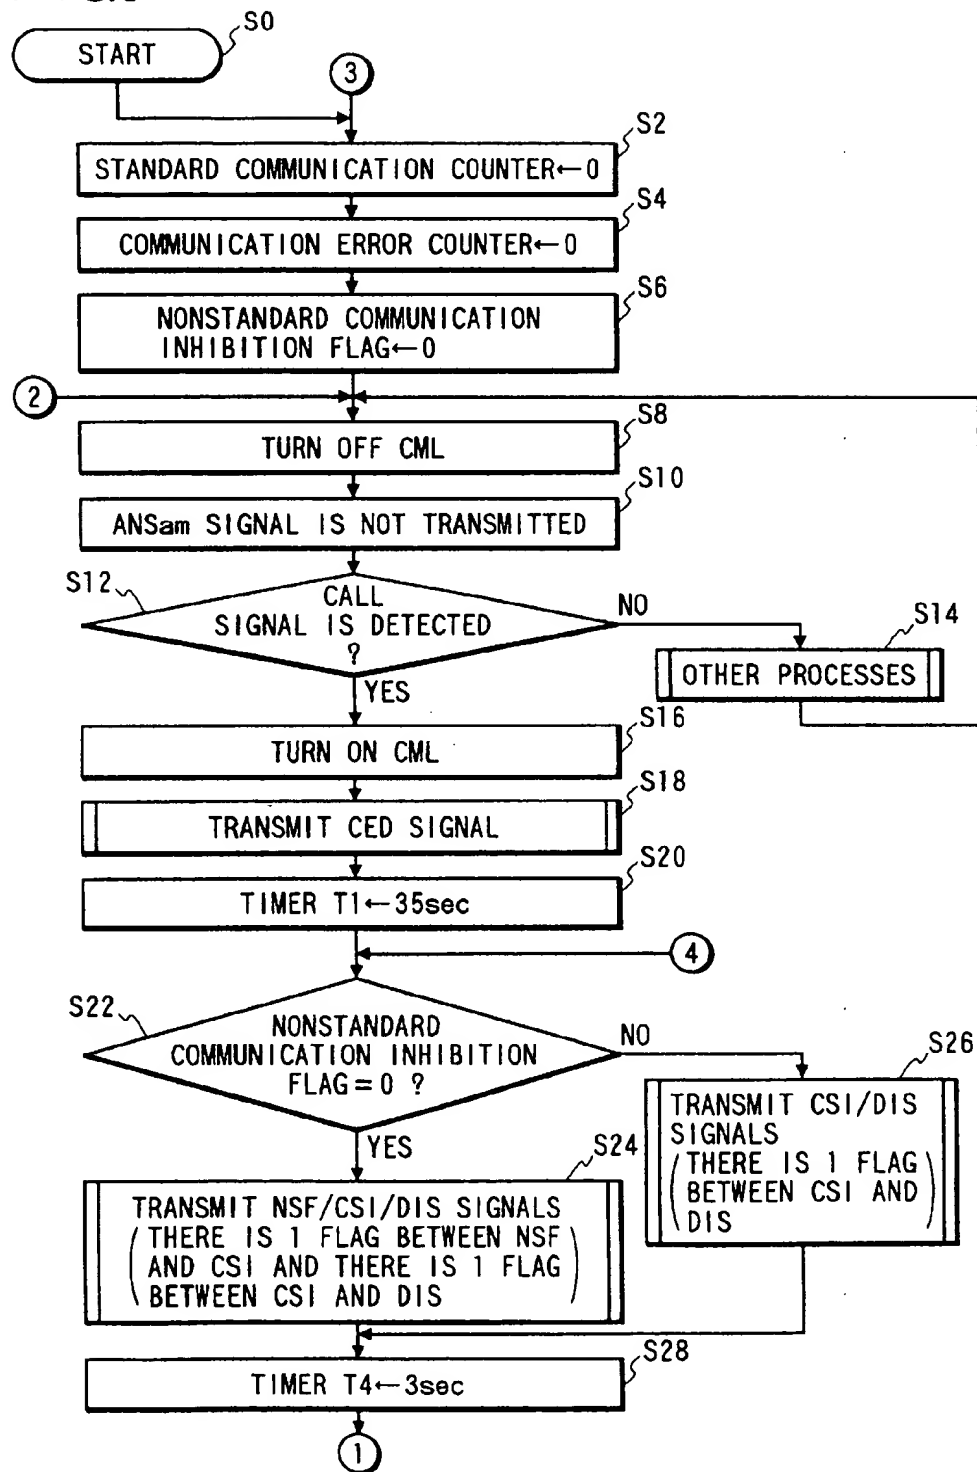 S0
START
3
S2
STANDARD COMMUNICATION COUNTER←0
S4
COMMUNICATION ERROR COUNTER←0
S6
NONSTANDARD COMMUNICATION
INHIBITION FLAG←0
2
S8
TURN OFF CML
S10
ANSam SIGNAL IS NOT TRANSMITTED
S12
CALL
SIGNAL IS DETECTED
?
NO
S14
OTHER PROCESSES
YES
S16
TURN ON CML
S18
TRANSMIT CED SIGNAL
S20
TIMER T1←35sec
4
S22
NONSTANDARD
COMMUNICATION INHIBITION
FLAG=0 ?
NO
S26
TRANSMIT CSI/DIS
SIGNALS
(THERE IS 1 FLAG
BETWEEN CSI AND
DIS)
YES
S24
TRANSMIT NSF/CSI/DIS SIGNALS
(THERE IS 1 FLAG BETWEEN NSF
AND CSI AND THERE IS 1 FLAG
BETWEEN CSI AND DIS)
S28
TIMER T4←3sec
1